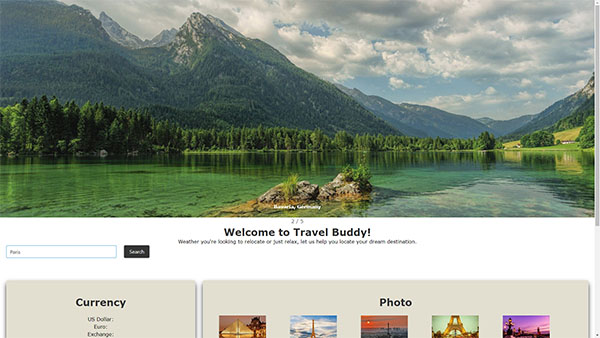 Bavaria, Germany
2 / 5
Welcome to Travel Buddy!
Weather you're looking to relocate or just relax, let us help you locate your dream destination.
Paris
Search
Currency
US Dollar:
Euro:
Exchange:
Photo